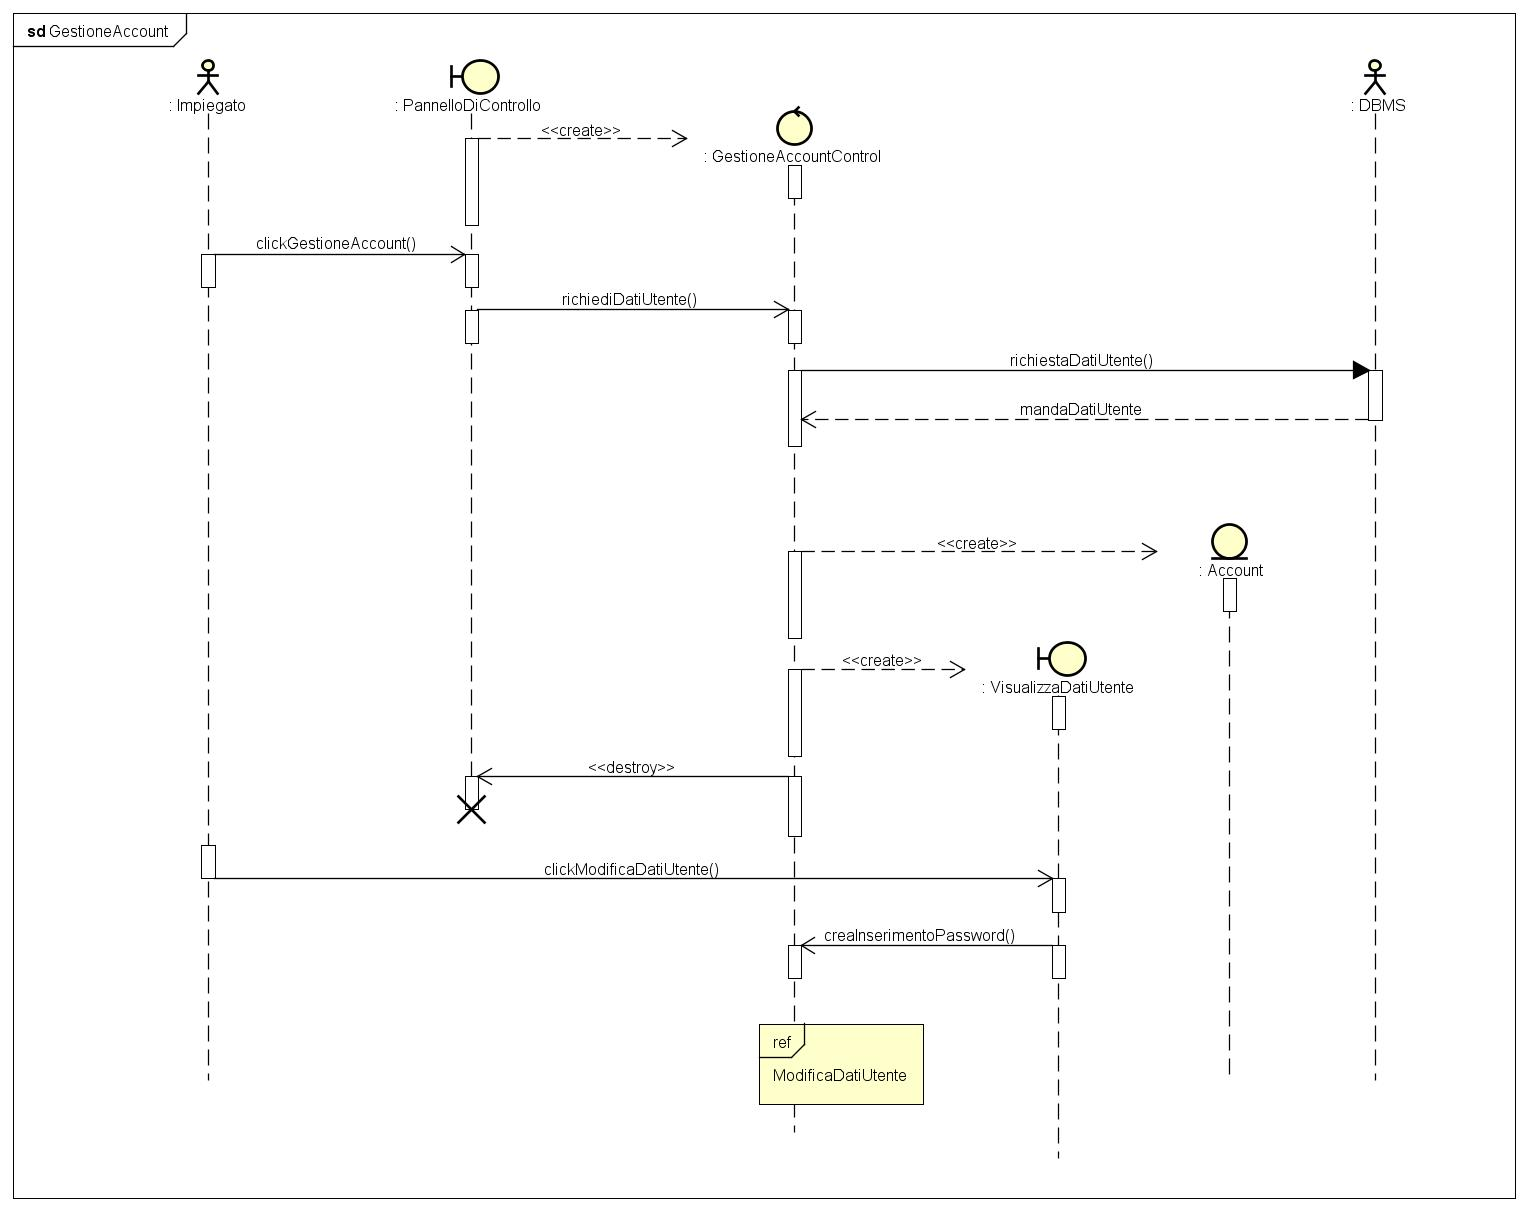 sd GestioneAccount
: Impiegato
: PannelloDiControllo
: DBMS
<<create>>
: GestioneAccountControl
clickGestioneAccount()
richiediDatiUtente()
richiestaDatiUtente()
mandaDatiUtente
<<create>>
: Account
<<create>>
: VisualizzaDatiUtente
<<destroy>>
clickModificaDatiUtente()
creaInserimentoPassword()
ref
ModificaDatiUtente